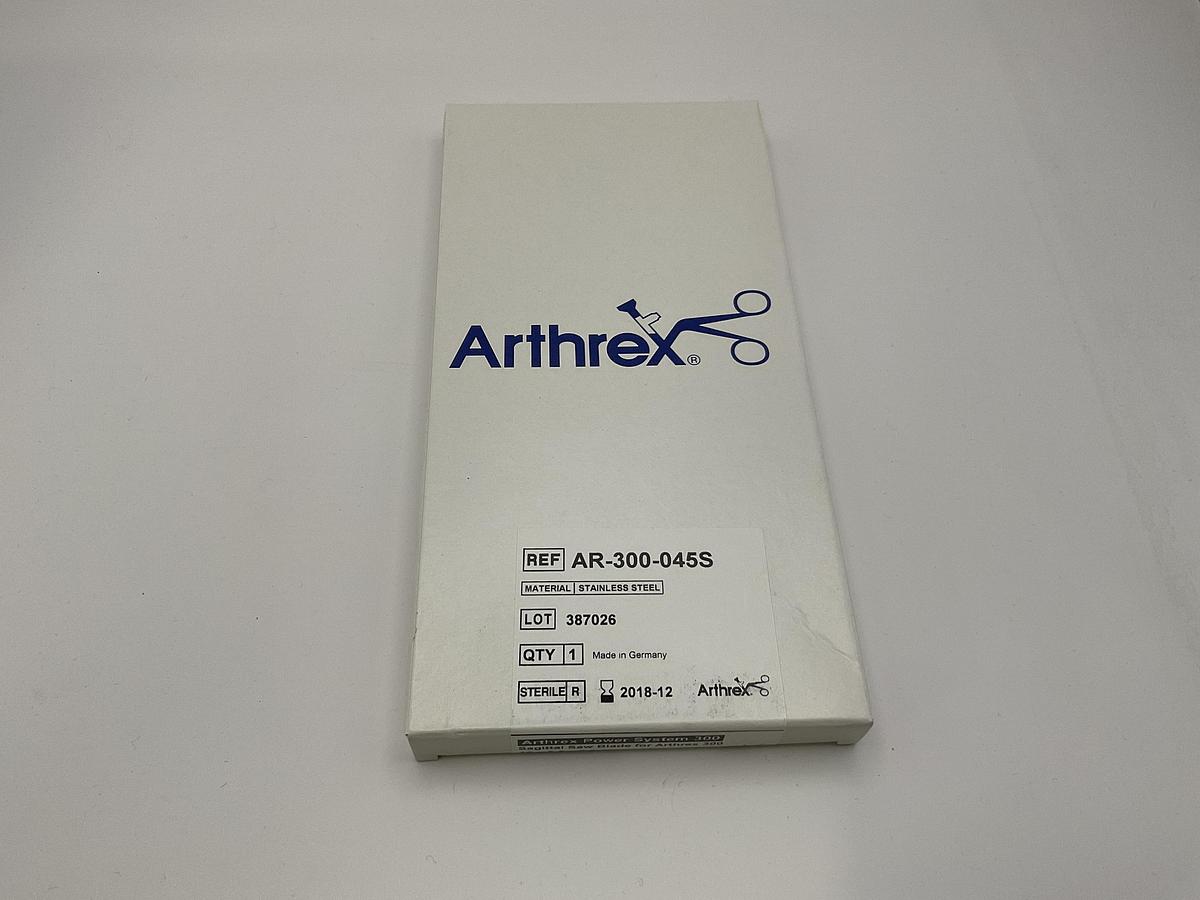 Arthrex®
REF AR-300-045S
MATERIAL STAINLESS STEEL
LOT 387026
QTY 1 Made in Germany
STERILE R 2018-12 Arthrex
Arthrex Power System 300
Sagittal Saw Blade for Arthrex 300